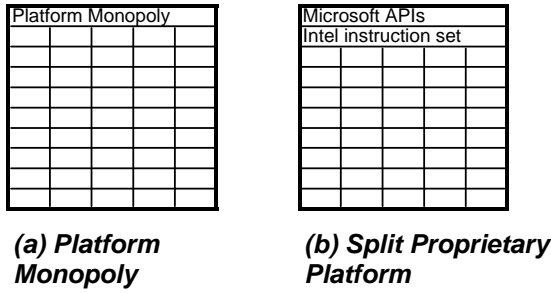 Platform Monopoly
Microsoft APIs
Intel instruction set
(a) Platform
Monopoly
(b) Split Proprietary
Platform